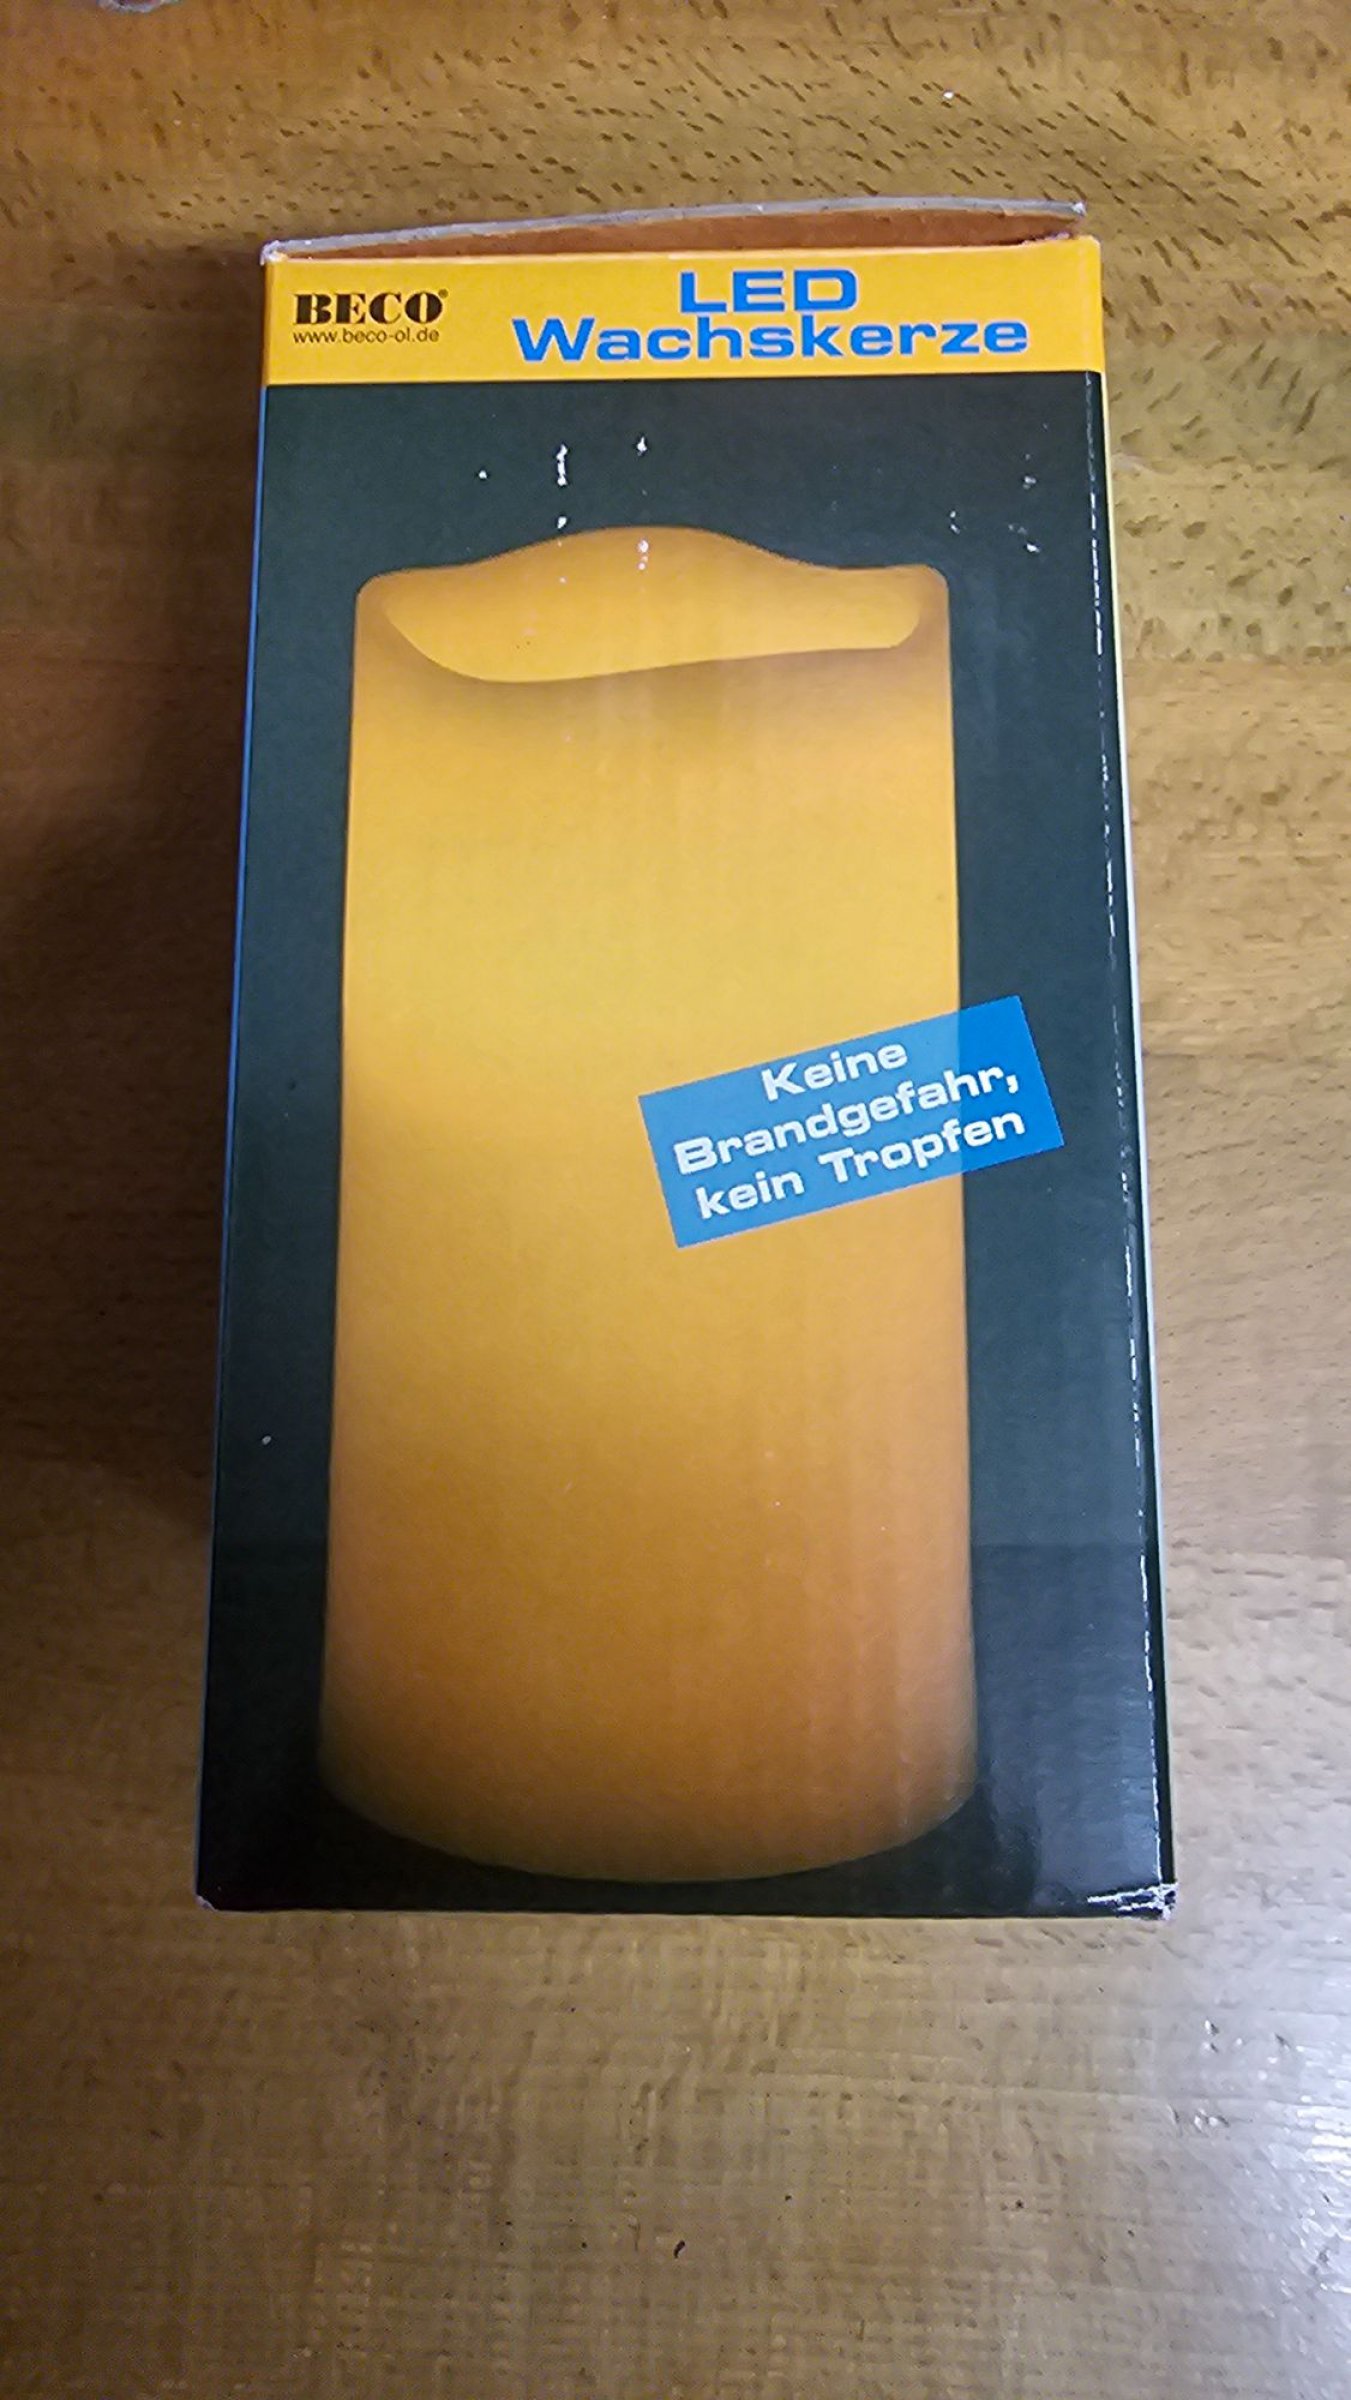 BECO®
www.beco-ol.de
LED
Wachskerze
Keine
Brandgefahr,
kein Tropfen